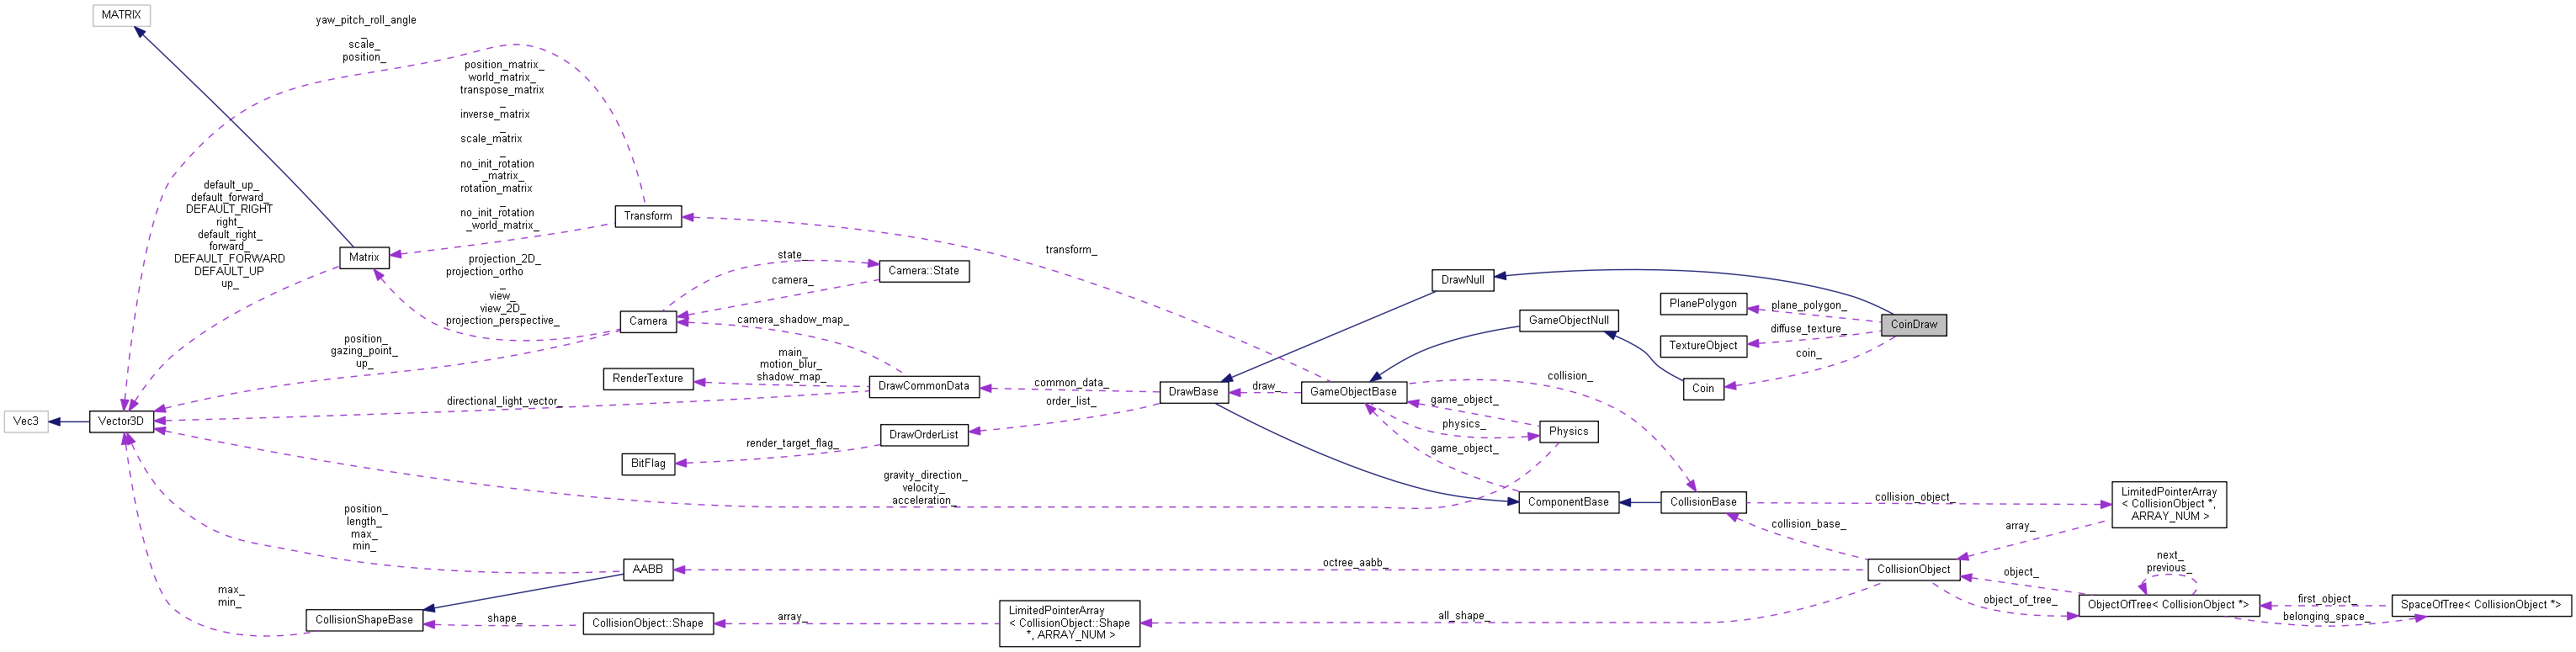 MATRIX
yaw_pitch_roll_angle
_
scale_
position_
position_matrix_
world_matrix_
transpose_matrix
_
inverse_matrix
_
scale_matrix
_
no_init_rotation
_matrix_
rotation_matrix
_
no_init_rotation
_world_matrix_
default_up_
default_forward_
DEFAULT_RIGHT
right_
default_right_
forward_
DEFAULT_FORWARD
DEFAULT_UP
up_
Transform
Matrix
transform_
projection_2D_
projection_ortho
_
view_
view_2D_
projection_perspective_
state_
Camera::State
camera_
Camera
camera_shadow_map_
position_
gazing_point_
up_
main_
motion_blur_
shadow_map_
RenderTexture
DrawCommonData
common_data_
directional_light_vector_
order_list_
Vec3
Vector3D
DrawOrderList
render_target_flag_
BitFlag
DrawNull
DrawBase
draw_
GameObjectBase
GameObjectNull
PlanePolygon
plane_polygon_
CoinDraw
TextureObject
diffuse_texture_
coin_
Coin
collision_
game_object_
physics_
Physics
game_object_
gravity_direction_
velocity_
acceleration_
ComponentBase
CollisionBase
collision_object_
LimitedPointerArray
< CollisionObject *,
ARRAY_NUM >
array_
collision_base_
position_
length_
max_
min_
AABB
octree_aabb_
CollisionObject
object_
next_
previous_
object_of_tree_
ObjectOfTree< CollisionObject *>
first_object_
belonging_space_
SpaceOfTree< CollisionObject *>
max_
min_
CollisionShapeBase
shape_
CollisionObject::Shape
array_
LimitedPointerArray
< CollisionObject::Shape
*, ARRAY_NUM >
all_shape_